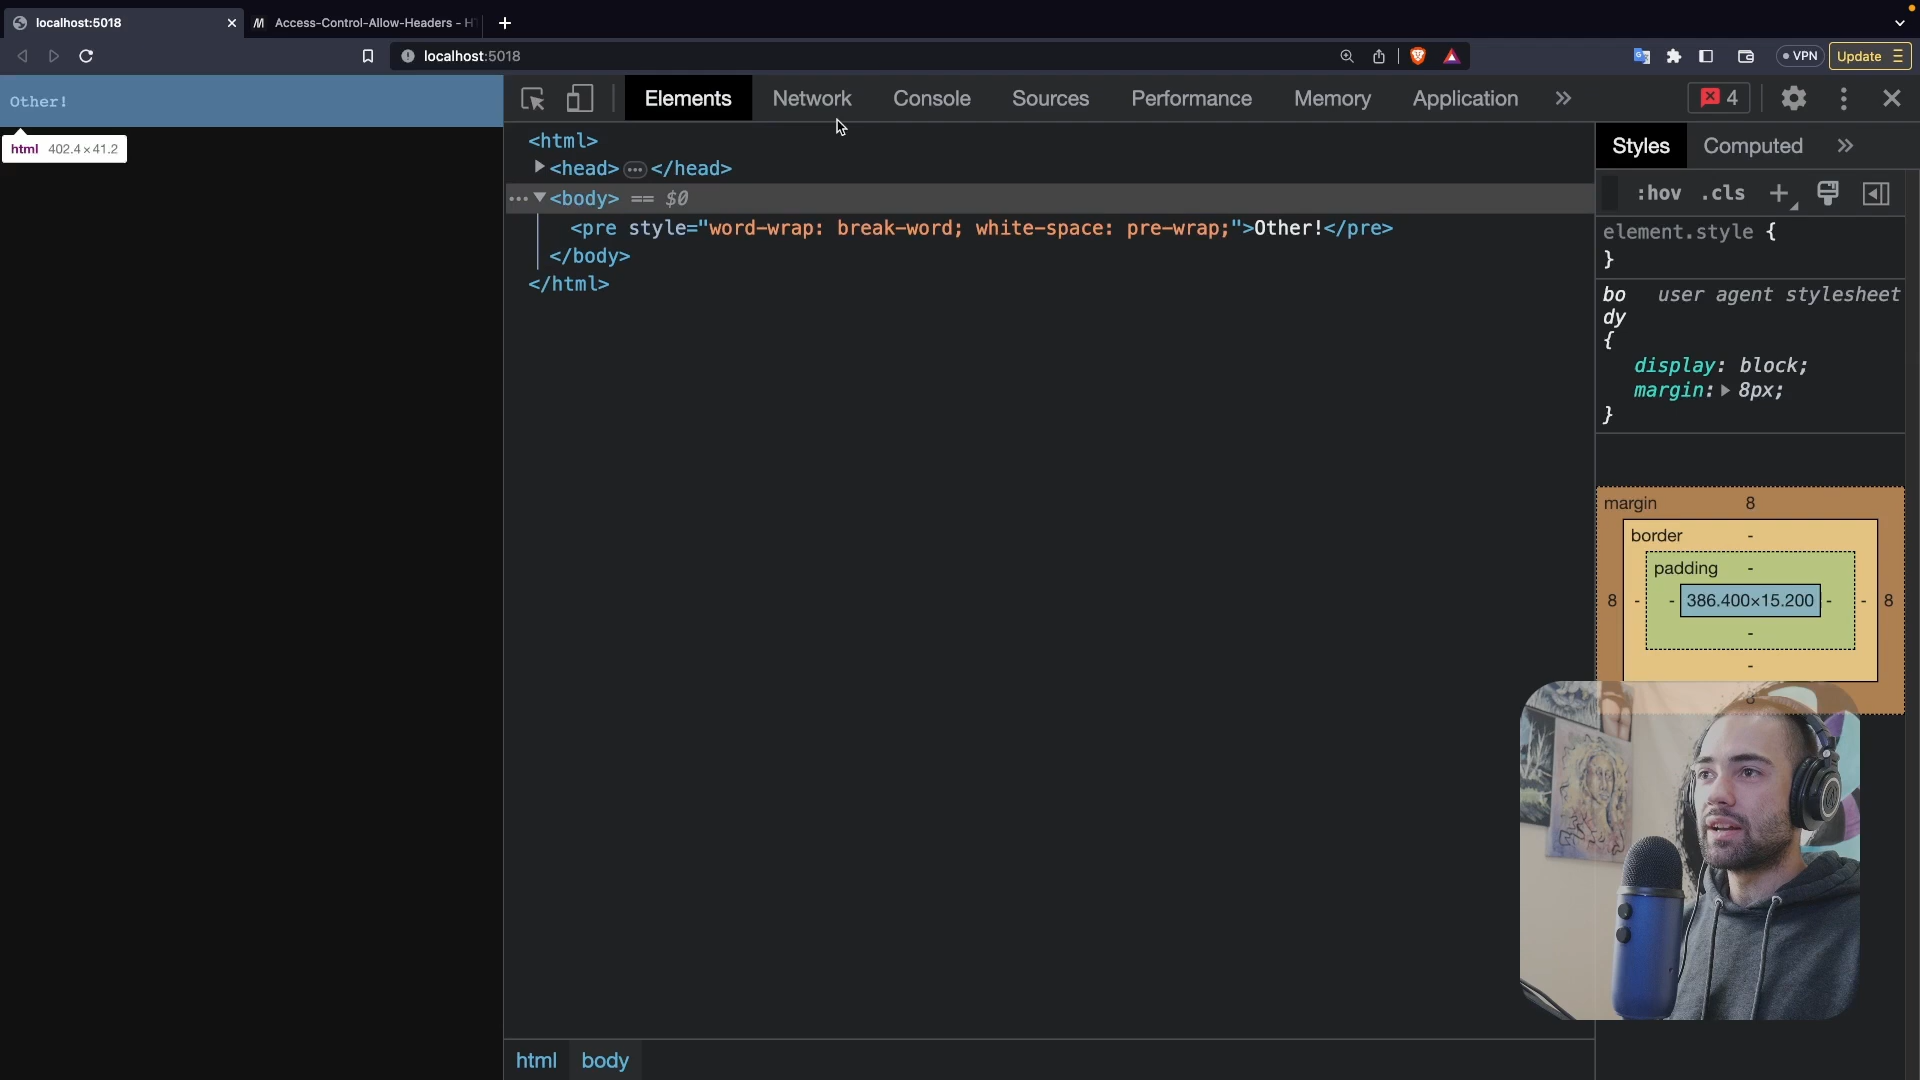 localhost:5018
Access-Control-Allow-Headers - H
localhost:5018
VPN
Update
Other!
html 402.4×41.2
Elements
Network
Console
Sources
Performance
Memory
Application
4
<html>
<head> … </head>
<body> == $0
<pre style="word-wrap: break-word; white-space: pre-wrap;">Other!</pre>
</body>
</html>
Styles
Computed
:hov .cls
element.style {
}
bo user agent stylesheet
dy
{
display: block;
margin: 8px;
}
margin 8
border -
padding -
8 - - 386.400×15.200 - - 8
-
-
8
html body